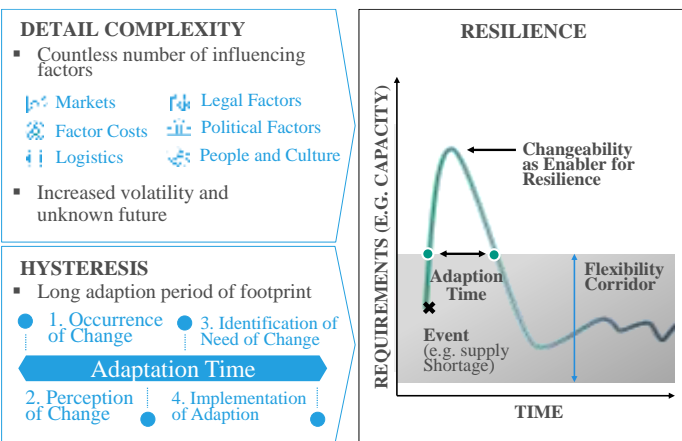 DETAIL COMPLEXITY
▪ Countless number of influencing
factors
Markets
Legal Factors
Factor Costs
Political Factors
Logistics
People and Culture
▪ Increased volatility and
unknown future
HYSTERESIS
▪ Long adaption period of footprint
1. Occurrence
of Change
3. Identification of
Need of Change
Adaptation Time
2. Perception
of Change
4. Implementation
of Adaption
RESILIENCE
REQUIREMENTS (E.G. CAPACITY)
Changeability
as Enabler for
Resilience
Adaption
Time
Flexibility
Corridor
Event
(e.g. supply
Shortage)
TIME